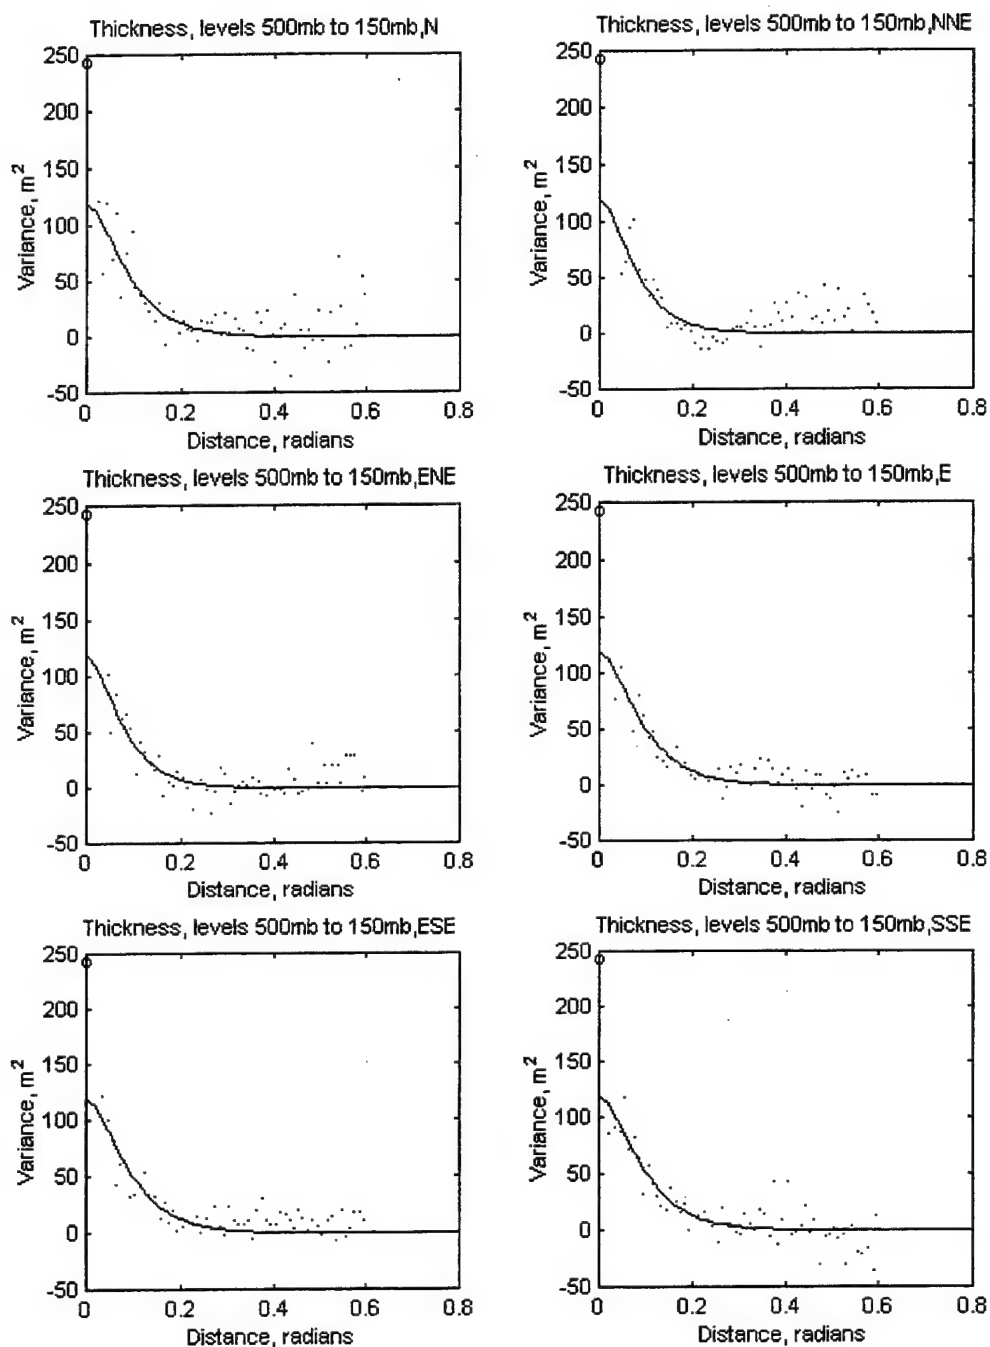 Thickness, levels 500mb to 150mb,N
250
200
150
100
50
0
-50
Variance, m²
0 0.2 0.4 0.6 0.8
Distance, radians
Thickness, levels 500mb to 150mb,NNE
250
200
150
100
50
0
-50
Variance, m²
0 0.2 0.4 0.6 0.8
Distance, radians
Thickness, levels 500mb to 150mb,ENE
250
200
150
100
50
0
-50
Variance, m²
0 0.2 0.4 0.6 0.8
Distance, radians
Thickness, levels 500mb to 150mb,E
250
200
150
100
50
0
-50
Variance, m²
0 0.2 0.4 0.6 0.8
Distance, radians
Thickness, levels 500mb to 150mb,ESE
250
200
150
100
50
0
-50
Variance, m²
0 0.2 0.4 0.6 0.8
Distance, radians
Thickness, levels 500mb to 150mb,SSE
250
200
150
100
50
0
-50
Variance, m²
0 0.2 0.4 0.6 0.8
Distance, radians